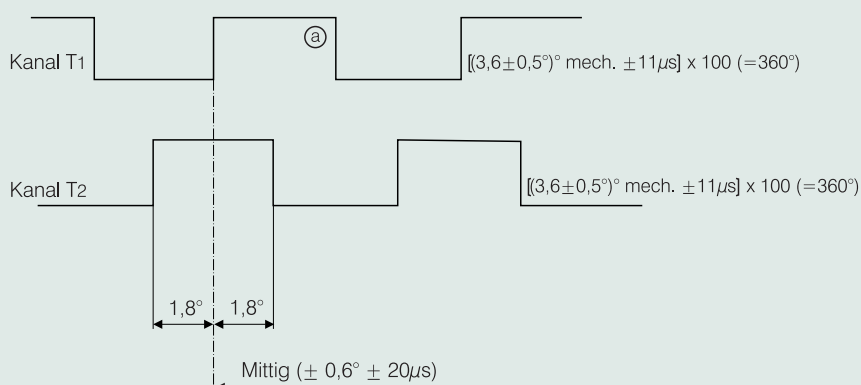 ⓐ
Kanal T1
[(3,6±0,5°)° mech. ±11µs] x 100 (=360°)
Kanal T2
[(3,6±0,5°)° mech. ±11µs] x 100 (=360°)
1,8° 1,8°
Mittig (± 0,6° ± 20µs)